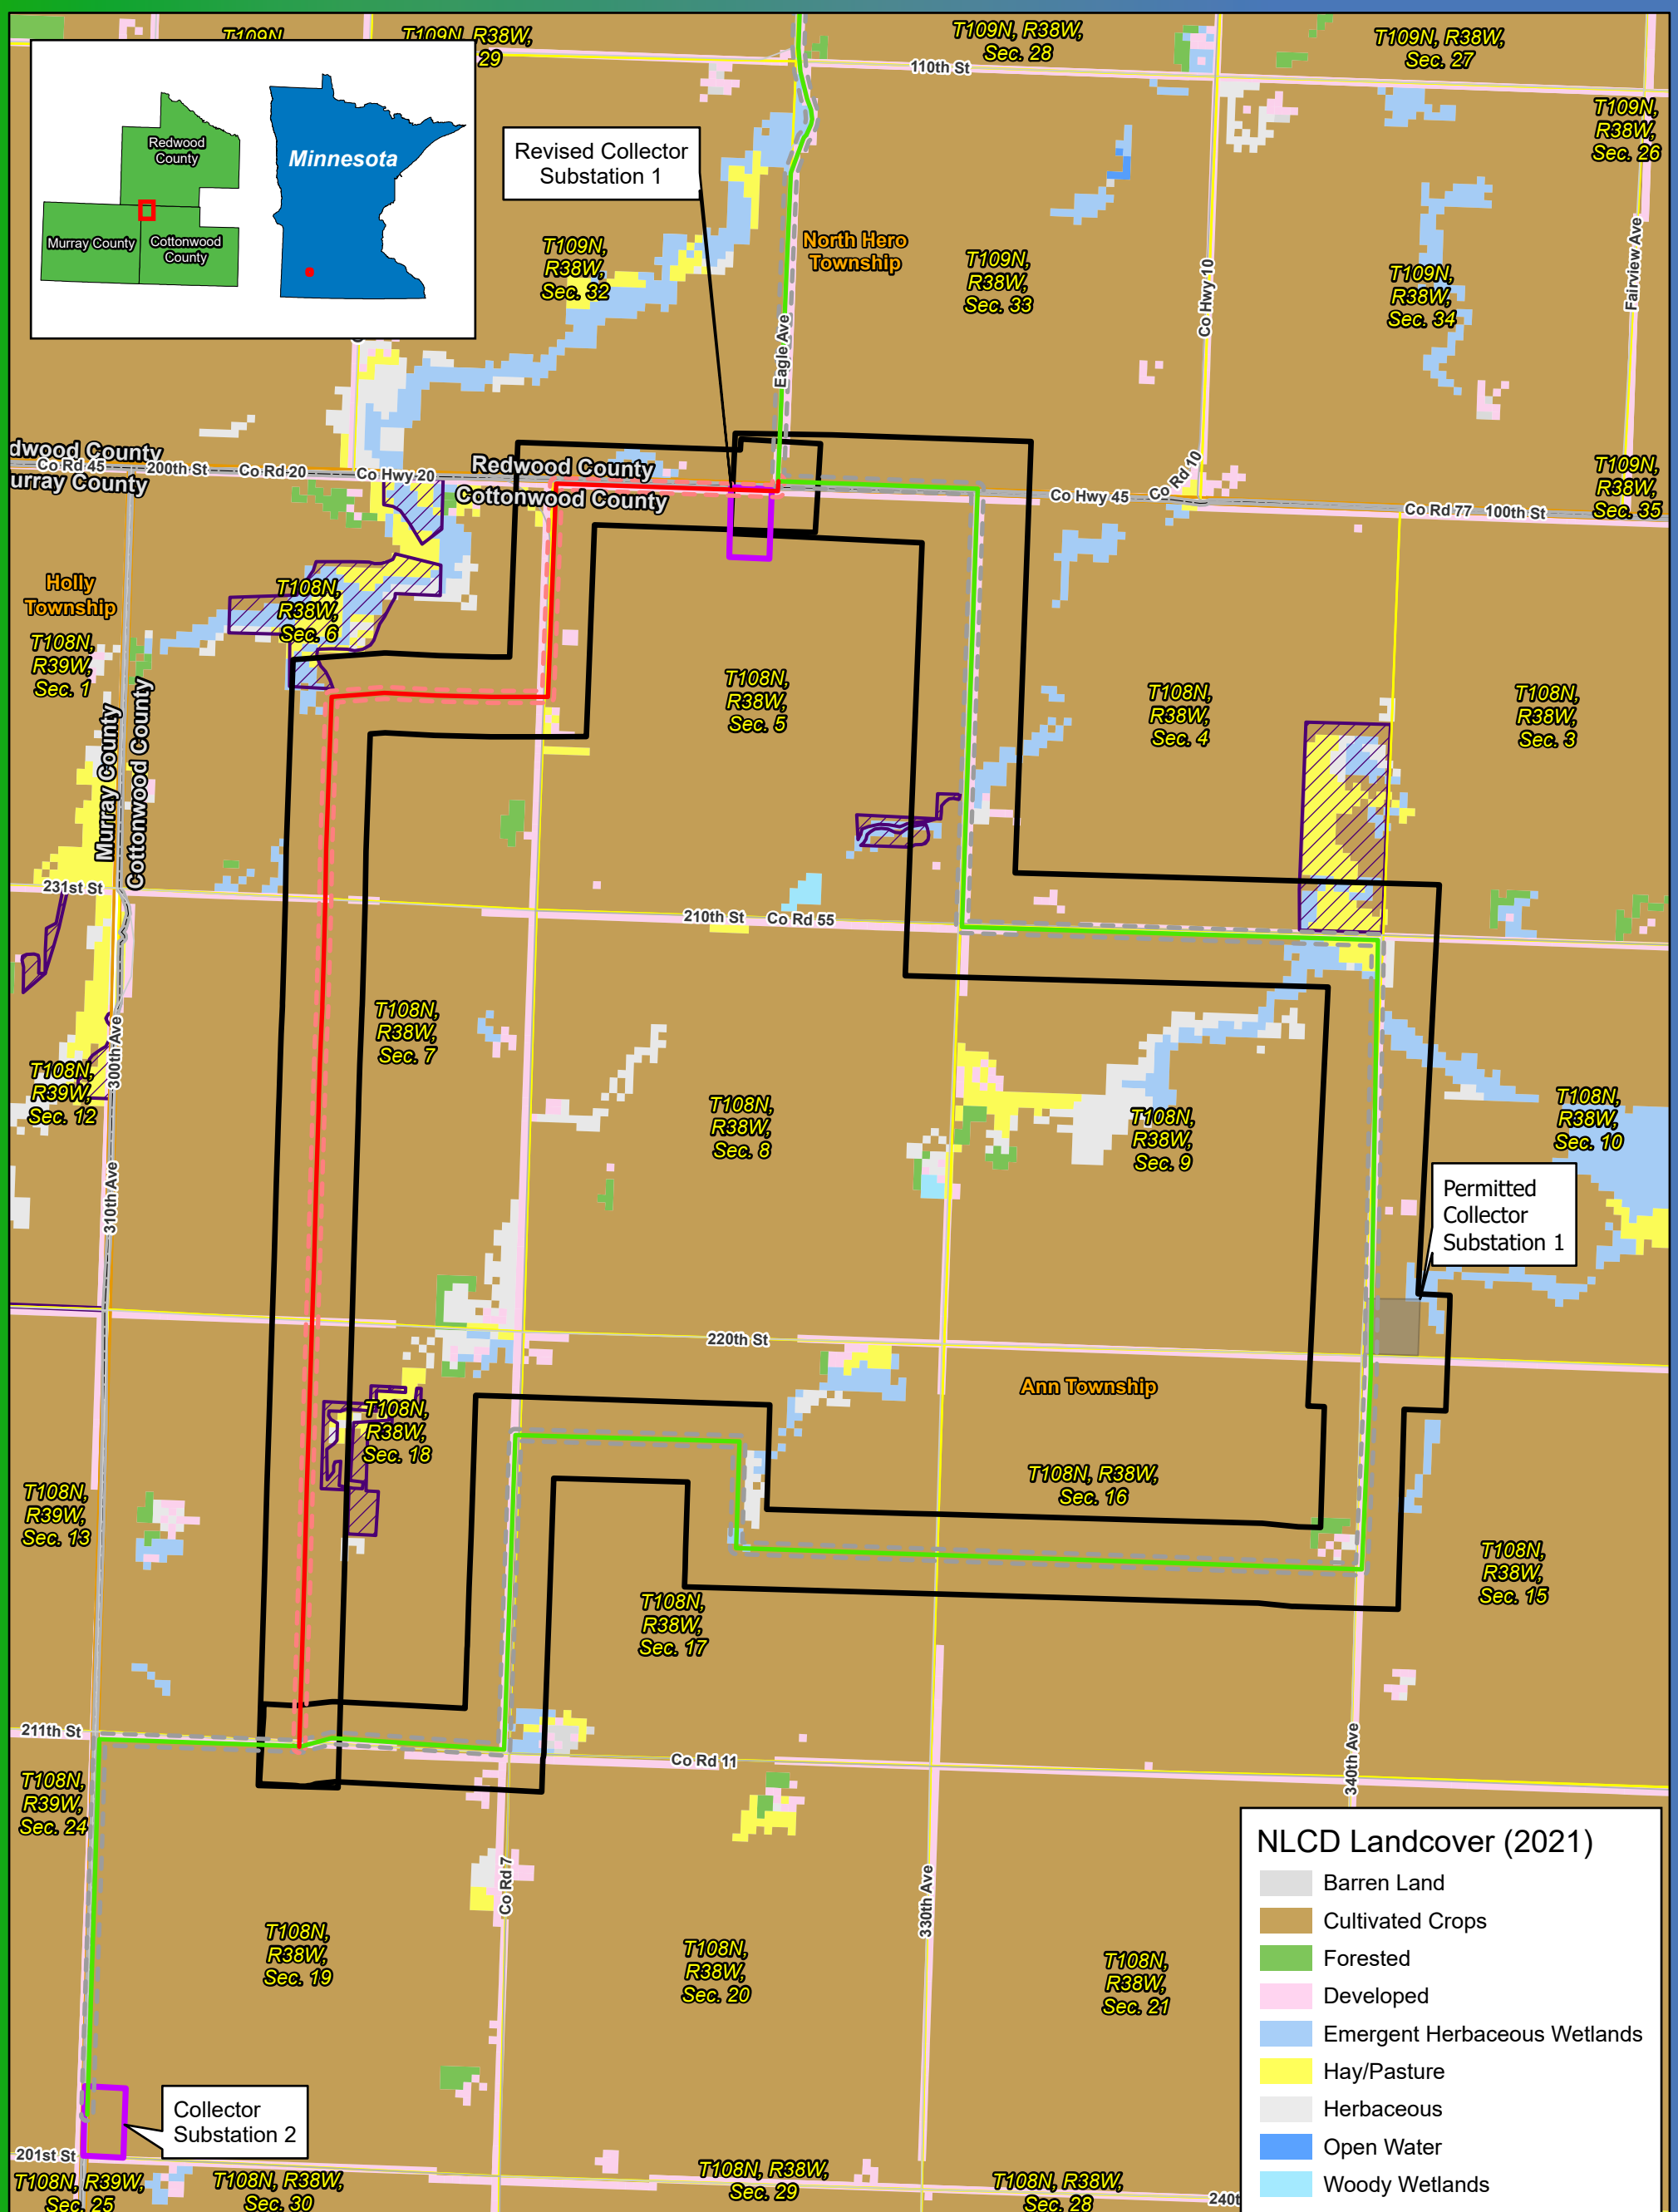 T109N
T109N, R38W,
29
T109N, R38W,
Sec. 28
T109N, R38W,
Sec. 27
110th St
T109N,
R38W,
Sec. 26
Redwood
County
Murray County
Cottonwood
County
Minnesota
Revised Collector
Substation 1
T109N,
R38W,
Sec. 32
North Hero
Township
T109N,
R38W,
Sec. 33
Co Hwy 10
T109N,
R38W,
Sec. 34
Fairview Ave
Eagle Ave
dwood County
Co Rd 45
200th St
Co Rd 20
Co Hwy 20
urray County
Redwood County
Cottonwood County
Co Hwy 45
Co Rd 10
Co Rd 77
100th St
T109N,
R38W,
Sec. 35
Holly
Township
T108N,
R39W,
Sec. 1
T108N,
R38W,
Sec. 6
T108N,
R38W,
Sec. 5
T108N,
R38W,
Sec. 4
T108N,
R38W,
Sec. 3
Murray County
Cottonwood County
231st St
210th St
Co Rd 55
T108N,
R38W,
Sec. 7
300th Ave
T108N,
R39W,
Sec. 12
T108N,
R38W,
Sec. 8
T108N,
R38W,
Sec. 9
T108N,
R38W,
Sec. 10
310th Ave
Permitted
Collector
Substation 1
220th St
Ann Township
T108N,
R38W,
Sec. 18
T108N, R38W,
Sec. 16
T108N,
R39W,
Sec. 13
T108N,
R38W,
Sec. 15
T108N,
R38W,
Sec. 17
211th St
Co Rd 11
340th Ave
T108N,
R39W,
Sec. 24
Co Rd 7
330th Ave
T108N,
R38W,
Sec. 19
T108N,
R38W,
Sec. 20
T108N,
R38W,
Sec. 21
Collector
Substation 2
201st St
T108N, R39W,
Sec. 25
T108N, R38W,
Sec. 30
T108N, R38W,
Sec. 29
T108N, R38W,
Sec. 28
240t
NLCD Landcover (2021)
Barren Land
Cultivated Crops
Forested
Developed
Emergent Herbaceous Wetlands
Hay/Pasture
Herbaceous
Open Water
Woody Wetlands